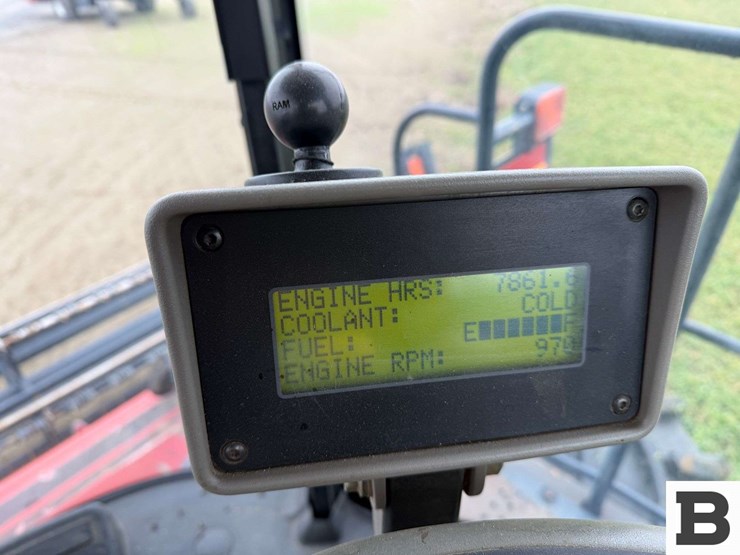 RAM
ENGINE HRS: 7861.6
COOLANT: COLD
FUEL: E F
ENGINE RPM: 979
B